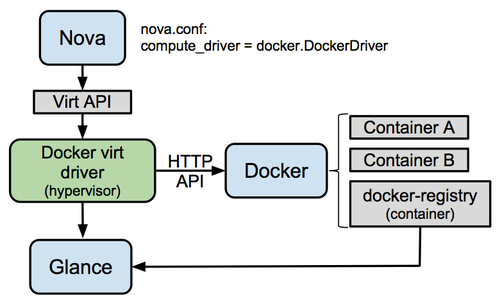 Nova
nova.conf:
compute_driver = docker.DockerDriver
Virt API
Docker virt
driver
(hypervisor)
HTTP
API
Docker
Container A
Container B
docker-registry
(container)
Glance